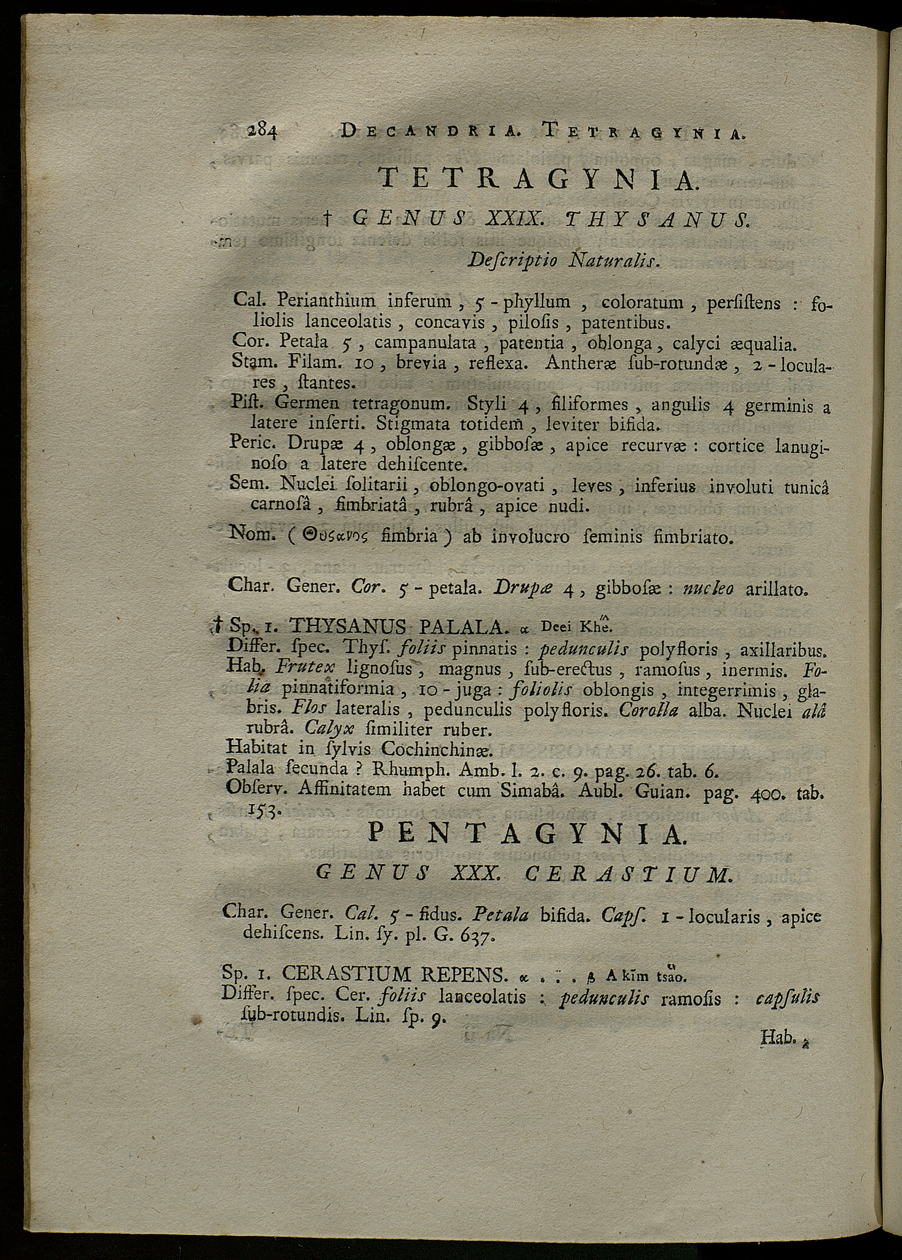 284 DECANDRIA. TETRAGYNIA.
TETRAGYNIA.
† GENUS XXIX. THYSANUS.
Deſcriptio Naturalis.
Cal. Perianthium inferum , 5 - phyllum , coloratum , perſiſtens : fo-
liolis lanceolatis , concavis , piloſis , patentibus.
Cor. Petala 5 , campanulata , patentia , oblonga , calyci æqualia.
Stam. Filam. 10 , brevia , reflexa. Antheræ ſub-rotundæ , 2 - locula-
res , ſtantes.
Piſt. Germen tetragonum. Styli 4 , filiformes , angulis 4 germinis a
latere inſerti. Stigmata totidem , leviter bifida.
Peric. Drupæ 4 , oblongæ , gibboſæ , apice recurvæ : cortice lanugi-
noſo a latere dehiſcente.
Sem. Nuclei ſolitarii , oblongo-ovati , leves , inferius involuti tunicâ
carnoſâ , fimbriatâ , rubrâ , apice nudi.
Nom. ( Θυςανος fimbria ) ab involucro ſeminis fimbriato.
Char. Gener. Cor. 5 - petala. Drupæ 4 , gibboſæ : nucleo arillato.
† Sp. 1. THYSANUS PALALA. α Deei Khê.
Differ. ſpec. Thyſ. foliis pinnatis : pedunculis polyfloris , axillaribus.
Hab. Frutex lignoſus , magnus , ſub-erectus , ramoſus , inermis. Fo-
lia pinnatiformia , 10 - juga : foliolis oblongis , integerrimis , gla-
bris. Flos lateralis , pedunculis polyfloris. Corolla alba. Nuclei alâ
rubrâ. Calyx ſimiliter ruber.
Habitat in ſylvis Cochinchinæ.
Palala ſecunda ? Rhumph. Amb. l. 2. c. 9. pag. 26. tab. 6.
Obſerv. Affinitatem habet cum Simabâ. Aubl. Guian. pag. 400. tab.
153.
PENTAGYNIA.
GENUS XXX. CERASTIUM.
Char. Gener. Cal. 5 - fidus. Petala bifida. Capſ. 1 - locularis , apice
dehiſcens. Lin. ſy. pl. G. 637.
Sp. 1. CERASTIUM REPENS. α . . . β A kīm tsào.
Differ. ſpec. Cer. foliis lanceolatis : pedunculis ramoſis : capſulis
ſub-rotundis. Lin. ſp. 9.
Hab.